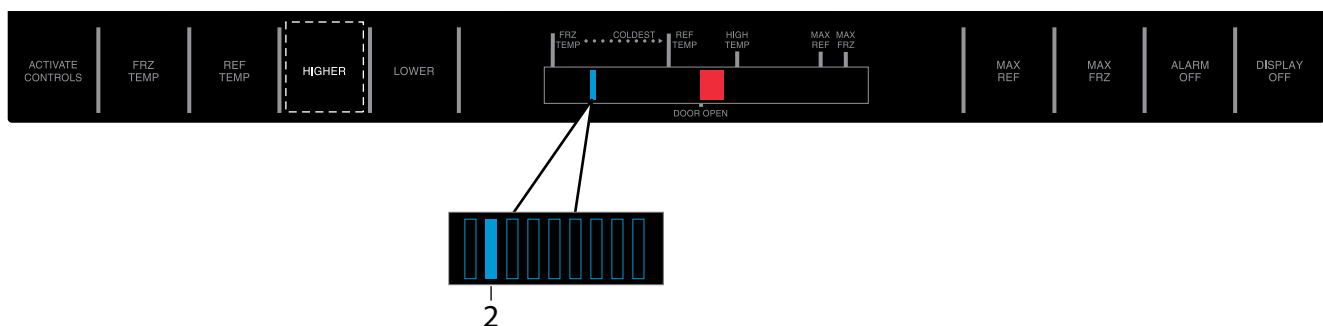 ACTIVATE
CONTROLS
FRZ
TEMP
REF
TEMP
HIGHER
LOWER
FRZ
TEMP
COLDEST
REF
TEMP
HIGH
TEMP
MAX
REF
MAX
FRZ
DOOR OPEN
MAX
REF
MAX
FRZ
ALARM
OFF
DISPLAY
OFF
2